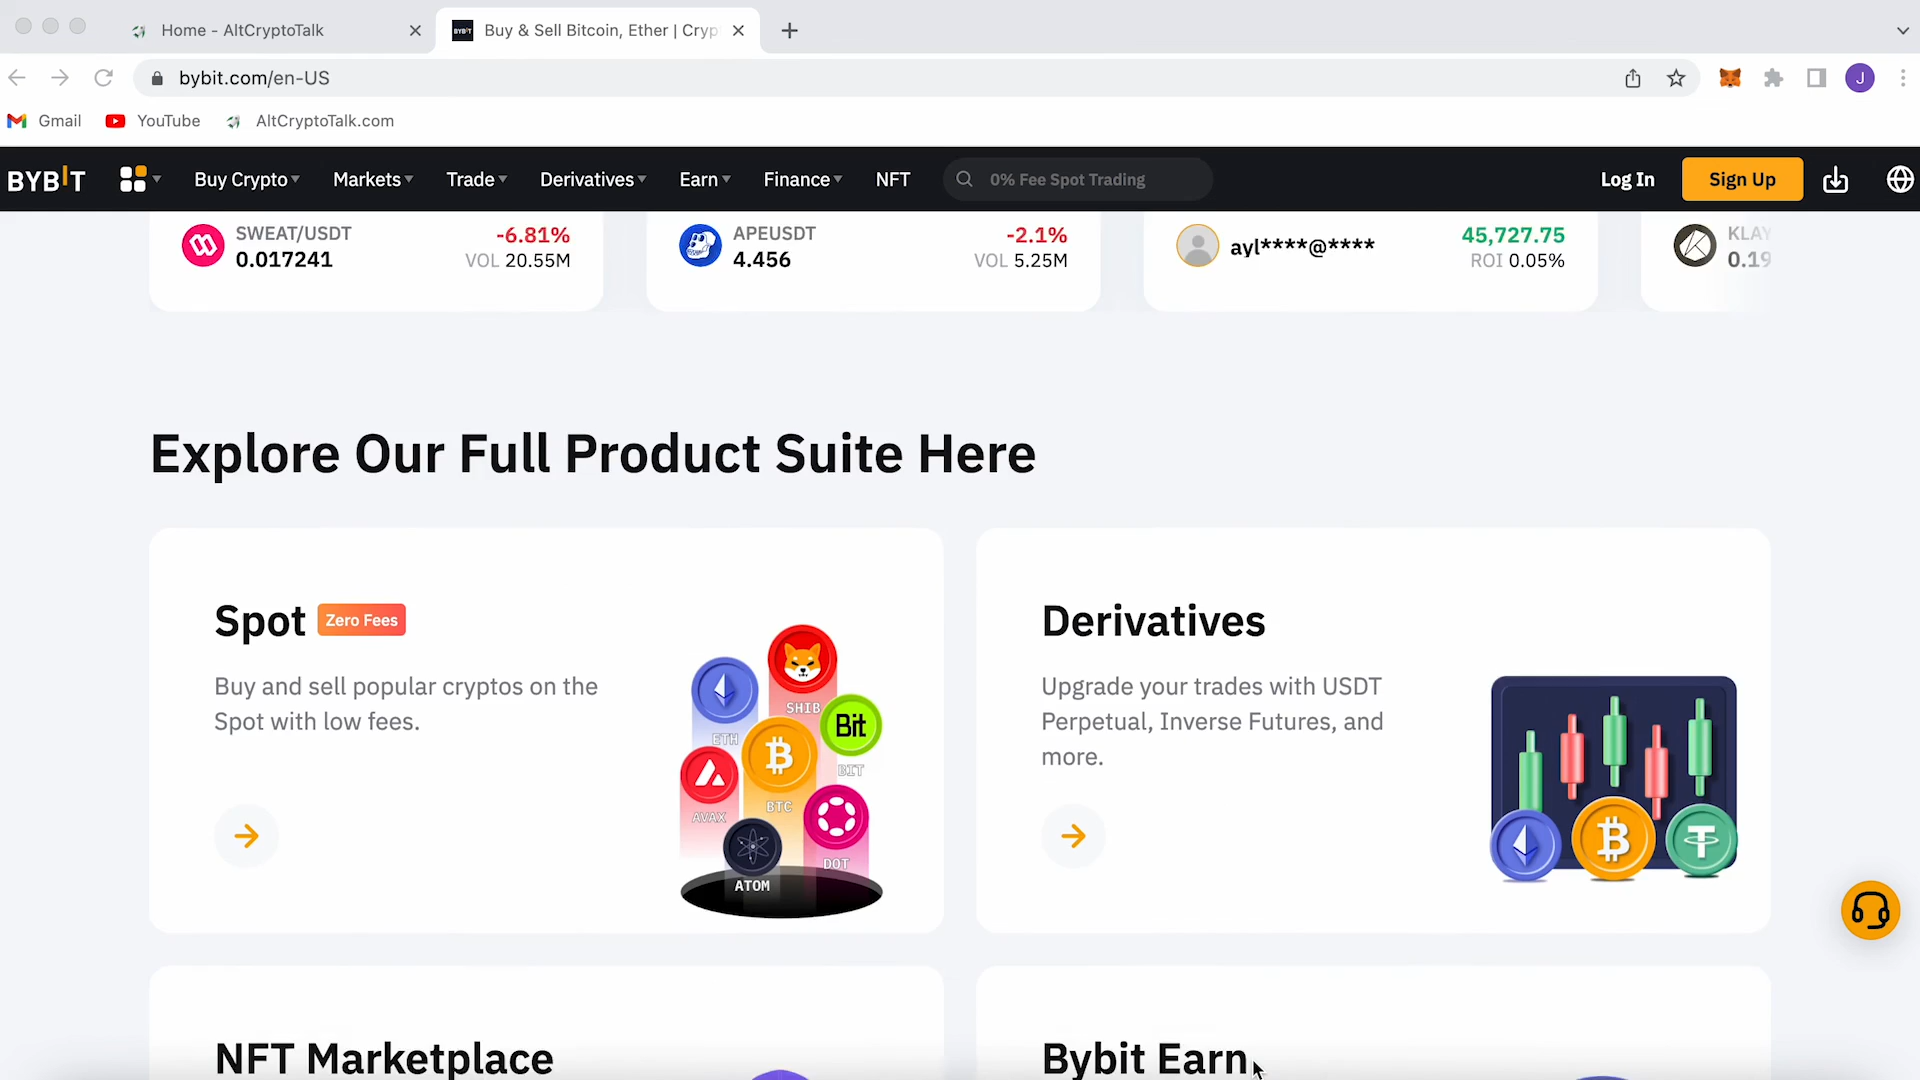 Home - AltCryptoTalk
BYBIT
Buy & Sell Bitcoin, Ether | Cryp
bybit.com/en-US
J
Gmail
YouTube
AltCryptoTalk.com
BYBIT
Buy Crypto
Markets
Trade
Derivatives
Earn
Finance
NFT
0% Fee Spot Trading
Log In
Sign Up
SWEAT/USDT
-6.81%
0.017241
VOL 20.55M
APEUSDT
-2.1%
4.456
VOL 5.25M
ayl****@****
45,727.75
ROI 0.05%
KLAY
0.19
Explore Our Full Product Suite Here
Spot
Zero Fees
Buy and sell popular cryptos on the
Spot with low fees.
SHIB
ETH
Bit
BIT
BTC
AVAX
DOT
ATOM
Derivatives
Upgrade your trades with USDT
Perpetual, Inverse Futures, and
more.
NFT Marketplace
Bybit Earn